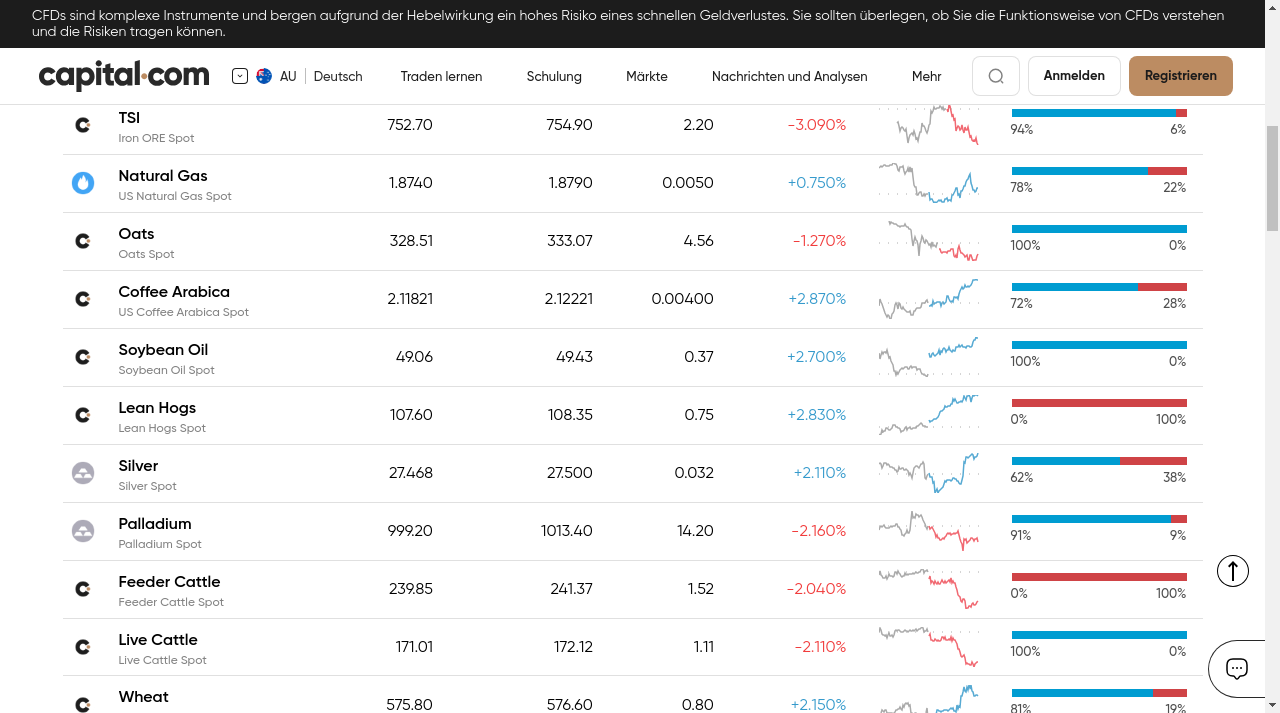 CFDs sind komplexe Instrumente und bergen aufgrund der Hebelwirkung ein hohes Risiko eines schnellen Geldverlustes. Sie sollten überlegen, ob Sie die Funktionsweise von CFDs verstehen
und die Risiken tragen können.
capital.com AU Deutsch Traden lernen Schulung Märkte Nachrichten und Analysen Mehr Anmelden Registrieren
TSI 752.70 754.90 2.20 -3.090% 94% 6%
Iron ORE Spot
Natural Gas 1.8740 1.8790 0.0050 +0.750% 78% 22%
US Natural Gas Spot
Oats 328.51 333.07 4.56 -1.270% 100% 0%
Oats Spot
Coffee Arabica 2.11821 2.12221 0.00400 +2.870% 72% 28%
US Coffee Arabica Spot
Soybean Oil 49.06 49.43 0.37 +2.700% 100% 0%
Soybean Oil Spot
Lean Hogs 107.60 108.35 0.75 +2.830% 0% 100%
Lean Hogs Spot
Silver 27.468 27.500 0.032 +2.110% 62% 38%
Silver Spot
Palladium 999.20 1013.40 14.20 -2.160% 91% 9%
Palladium Spot
Feeder Cattle 239.85 241.37 1.52 -2.040% 0% 100%
Feeder Cattle Spot
Live Cattle 171.01 172.12 1.11 -2.110% 100% 0%
Live Cattle Spot
Wheat 575.80 576.60 0.80 +2.150% 81% 19%